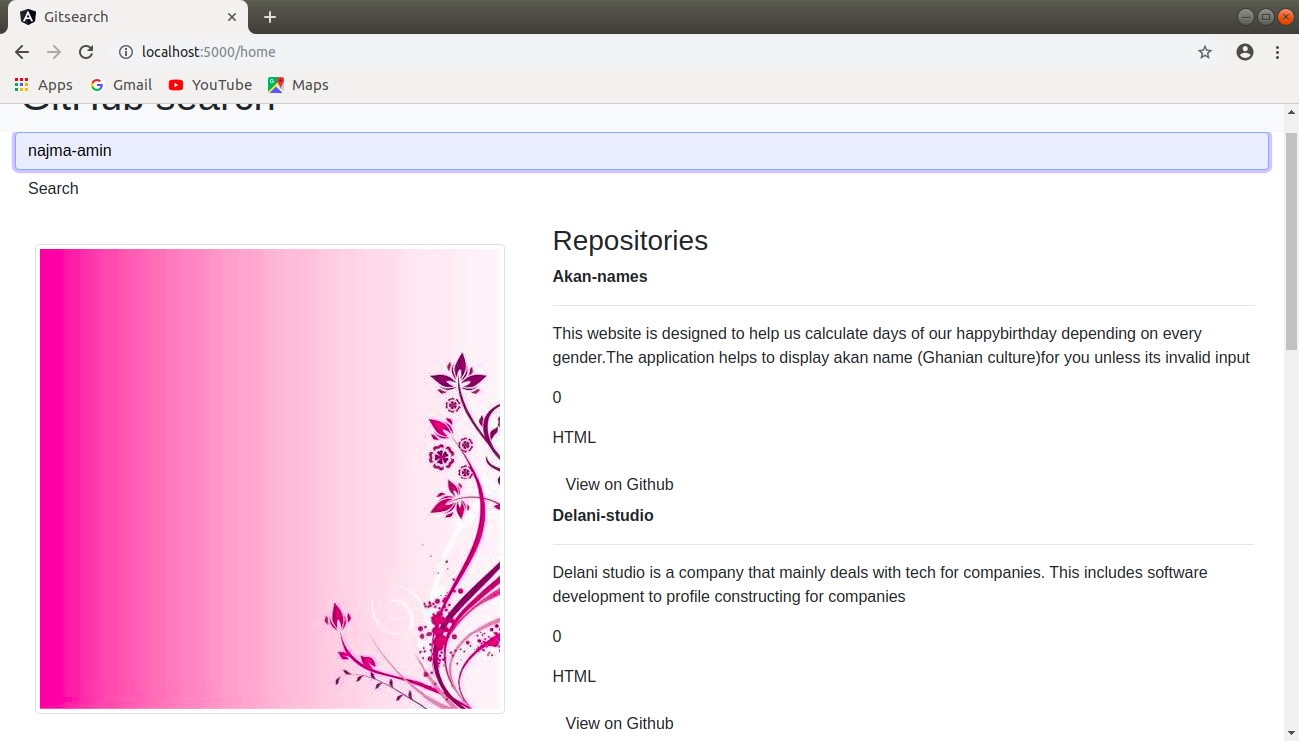 Gitsearch
localhost:5000/home
Apps Gmail YouTube Maps
GitHub search
najma-amin
Search
Repositories
Akan-names
This website is designed to help us calculate days of our happybirthday depending on every
gender.The application helps to display akan name (Ghanian culture)for you unless its invalid input
0
HTML
View on Github
Delani-studio
Delani studio is a company that mainly deals with tech for companies. This includes software
development to profile constructing for companies
0
HTML
View on Github